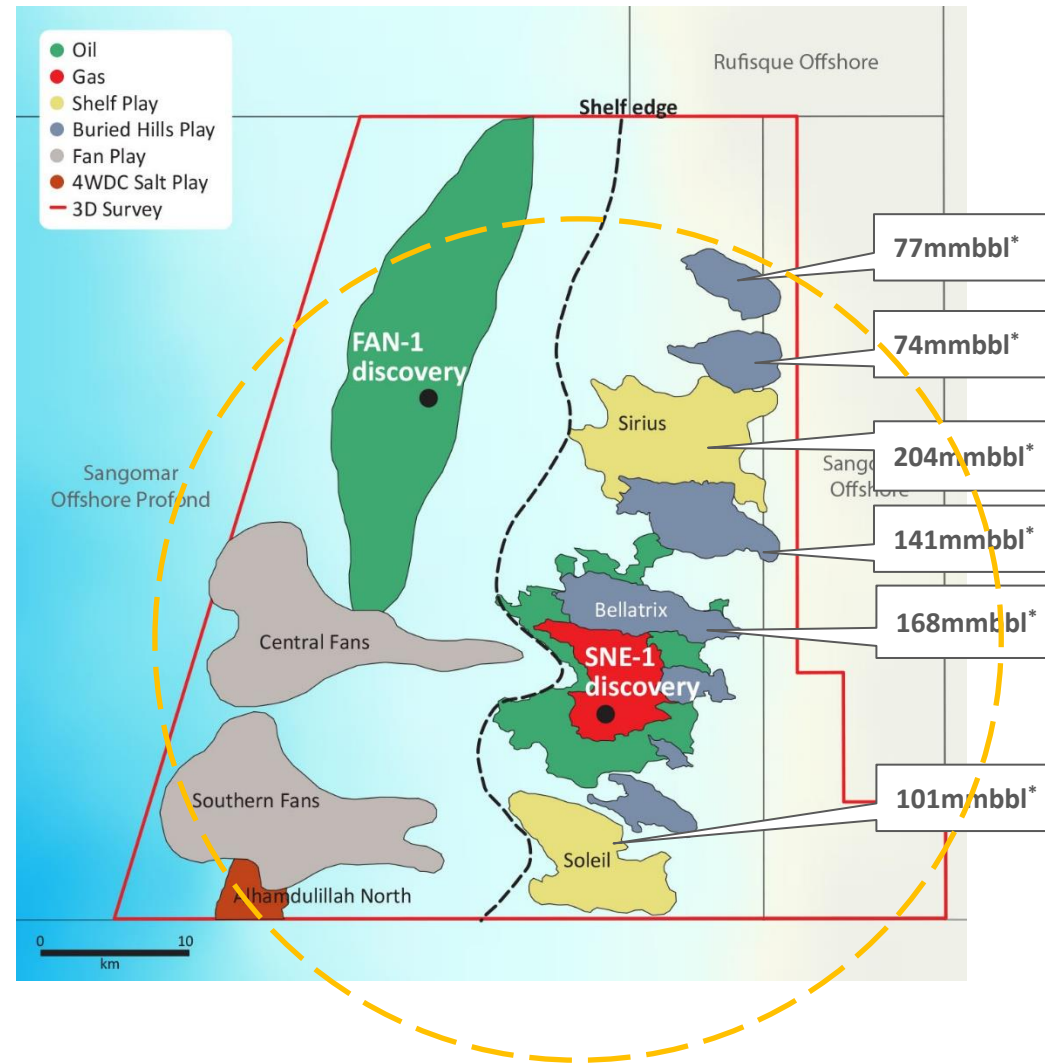 Oil
Gas
Shelf Play
Buried Hills Play
Fan Play
4WDC Salt Play
3D Survey
Rufisque Offshore
Shelf edge
77mmbbl*
74mmbbl*
FAN-1
discovery
Sirius
204mmbbl*
Sangomar
Offshore Profond
Sango
Offshore
141mmbbl*
Bellatrix
168mmbbl*
Central Fans
SNE-1
discovery
101mmbbl*
Southern Fans
Soleil
Alhamdulillah North
0 10
km